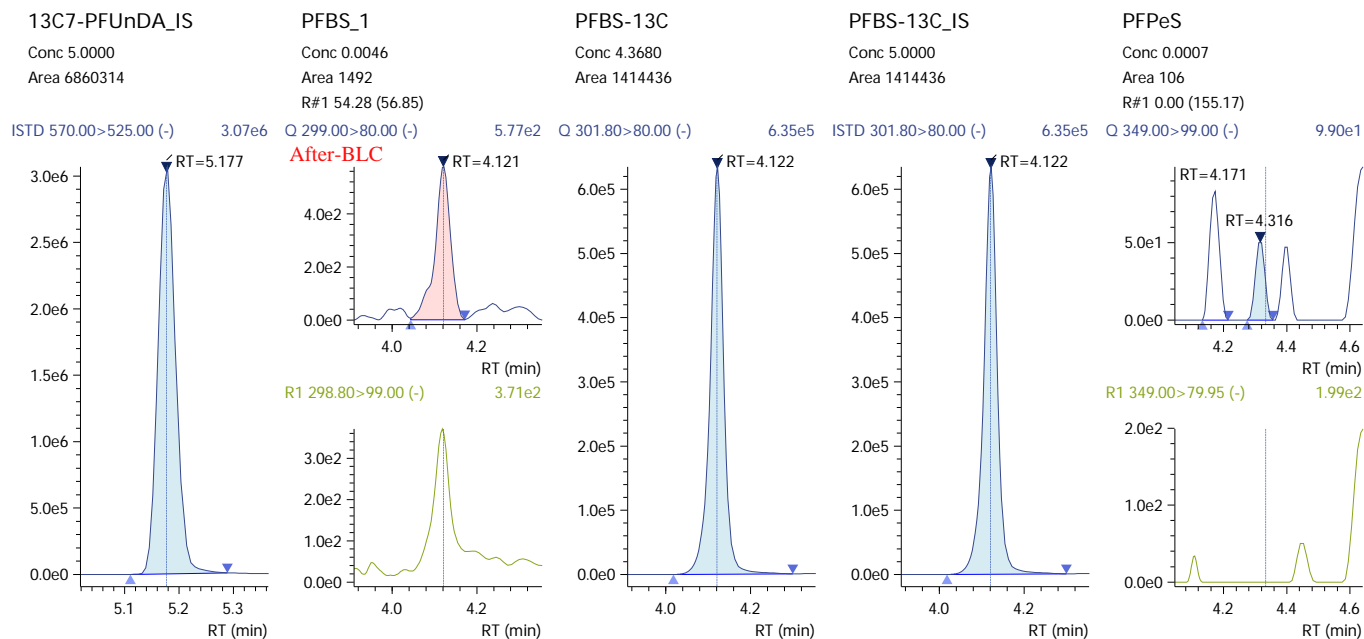 13C7-PFUnDA_IS
Conc 5.0000
Area 6860314
ISTD 570.00>525.00 (-) 3.07e6
RT=5.177
3.0e6
2.5e6
2.0e6
1.5e6
1.0e6
5.0e5
0.0e0
5.1 5.2 5.3
RT (min)
PFBS_1
Conc 0.0046
Area 1492
R#1 54.28 (56.85)
Q 299.00>80.00 (-) 5.77e2
After-BLC
RT=4.121
4.0e2
2.0e2
0.0e0
4.0 4.2
RT (min)
R1 298.80>99.00 (-) 3.71e2
3.0e2
2.0e2
1.0e2
0.0e0
4.0 4.2
RT (min)
PFBS-13C
Conc 4.3680
Area 1414436
Q 301.80>80.00 (-) 6.35e5
RT=4.122
6.0e5
5.0e5
4.0e5
3.0e5
2.0e5
1.0e5
0.0e0
4.0 4.2
RT (min)
PFBS-13C_IS
Conc 5.0000
Area 1414436
ISTD 301.80>80.00 (-) 6.35e5
RT=4.122
6.0e5
5.0e5
4.0e5
3.0e5
2.0e5
1.0e5
0.0e0
4.0 4.2
RT (min)
PFPeS
Conc 0.0007
Area 106
R#1 0.00 (155.17)
Q 349.00>99.00 (-) 9.90e1
RT=4.171
RT=4.316
5.0e1
0.0e0
4.2 4.4 4.6
RT (min)
R1 349.00>79.95 (-) 1.99e2
2.0e2
1.0e2
0.0e0
4.2 4.4 4.6
RT (min)